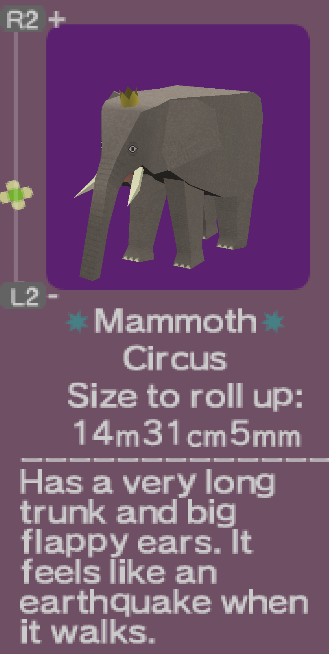 R2 +
L2 -
Mammoth
Circus
Size to roll up:
14m31cm5mm
Has a very long
trunk and big
flappy ears. It
feels like an
earthquake when
it walks.